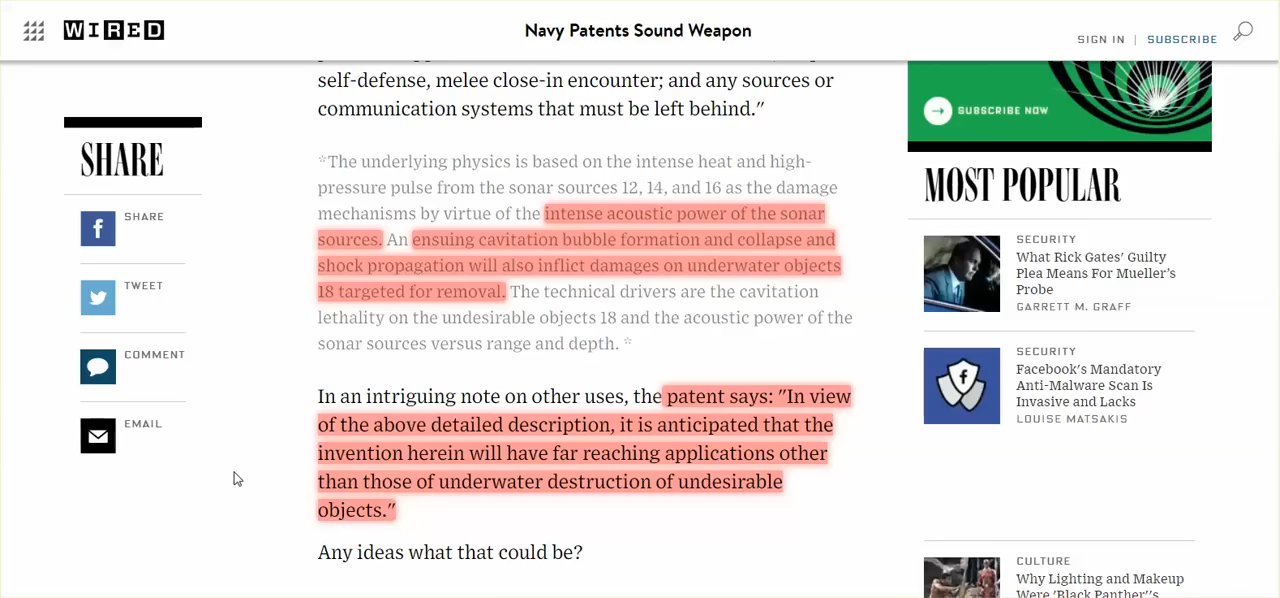 WIRED
Navy Patents Sound Weapon
SIGN IN | SUBSCRIBE
self-defense, melee close-in encounter; and any sources or
communication systems that must be left behind."
*The underlying physics is based on the intense heat and high-
pressure pulse from the sonar sources 12, 14, and 16 as the damage
mechanisms by virtue of the intense acoustic power of the sonar
sources. An ensuing cavitation bubble formation and collapse and
shock propagation will also inflict damages on underwater objects
18 targeted for removal. The technical drivers are the cavitation
lethality on the undesirable objects 18 and the acoustic power of the
sonar sources versus range and depth. *
In an intriguing note on other uses, the patent says: "In view
of the above detailed description, it is anticipated that the
invention herein will have far reaching applications other
than those of underwater destruction of undesirable
objects."
Any ideas what that could be?
SHARE
SHARE
TWEET
COMMENT
EMAIL
SUBSCRIBE NOW
MOST POPULAR
SECURITY
What Rick Gates' Guilty
Plea Means For Mueller's
Probe
GARRETT M. GRAFF
SECURITY
Facebook's Mandatory
Anti-Malware Scan Is
Invasive and Lacks
LOUISE MATSAKIS
CULTURE
Why Lighting and Makeup
Were 'Black Panther''s